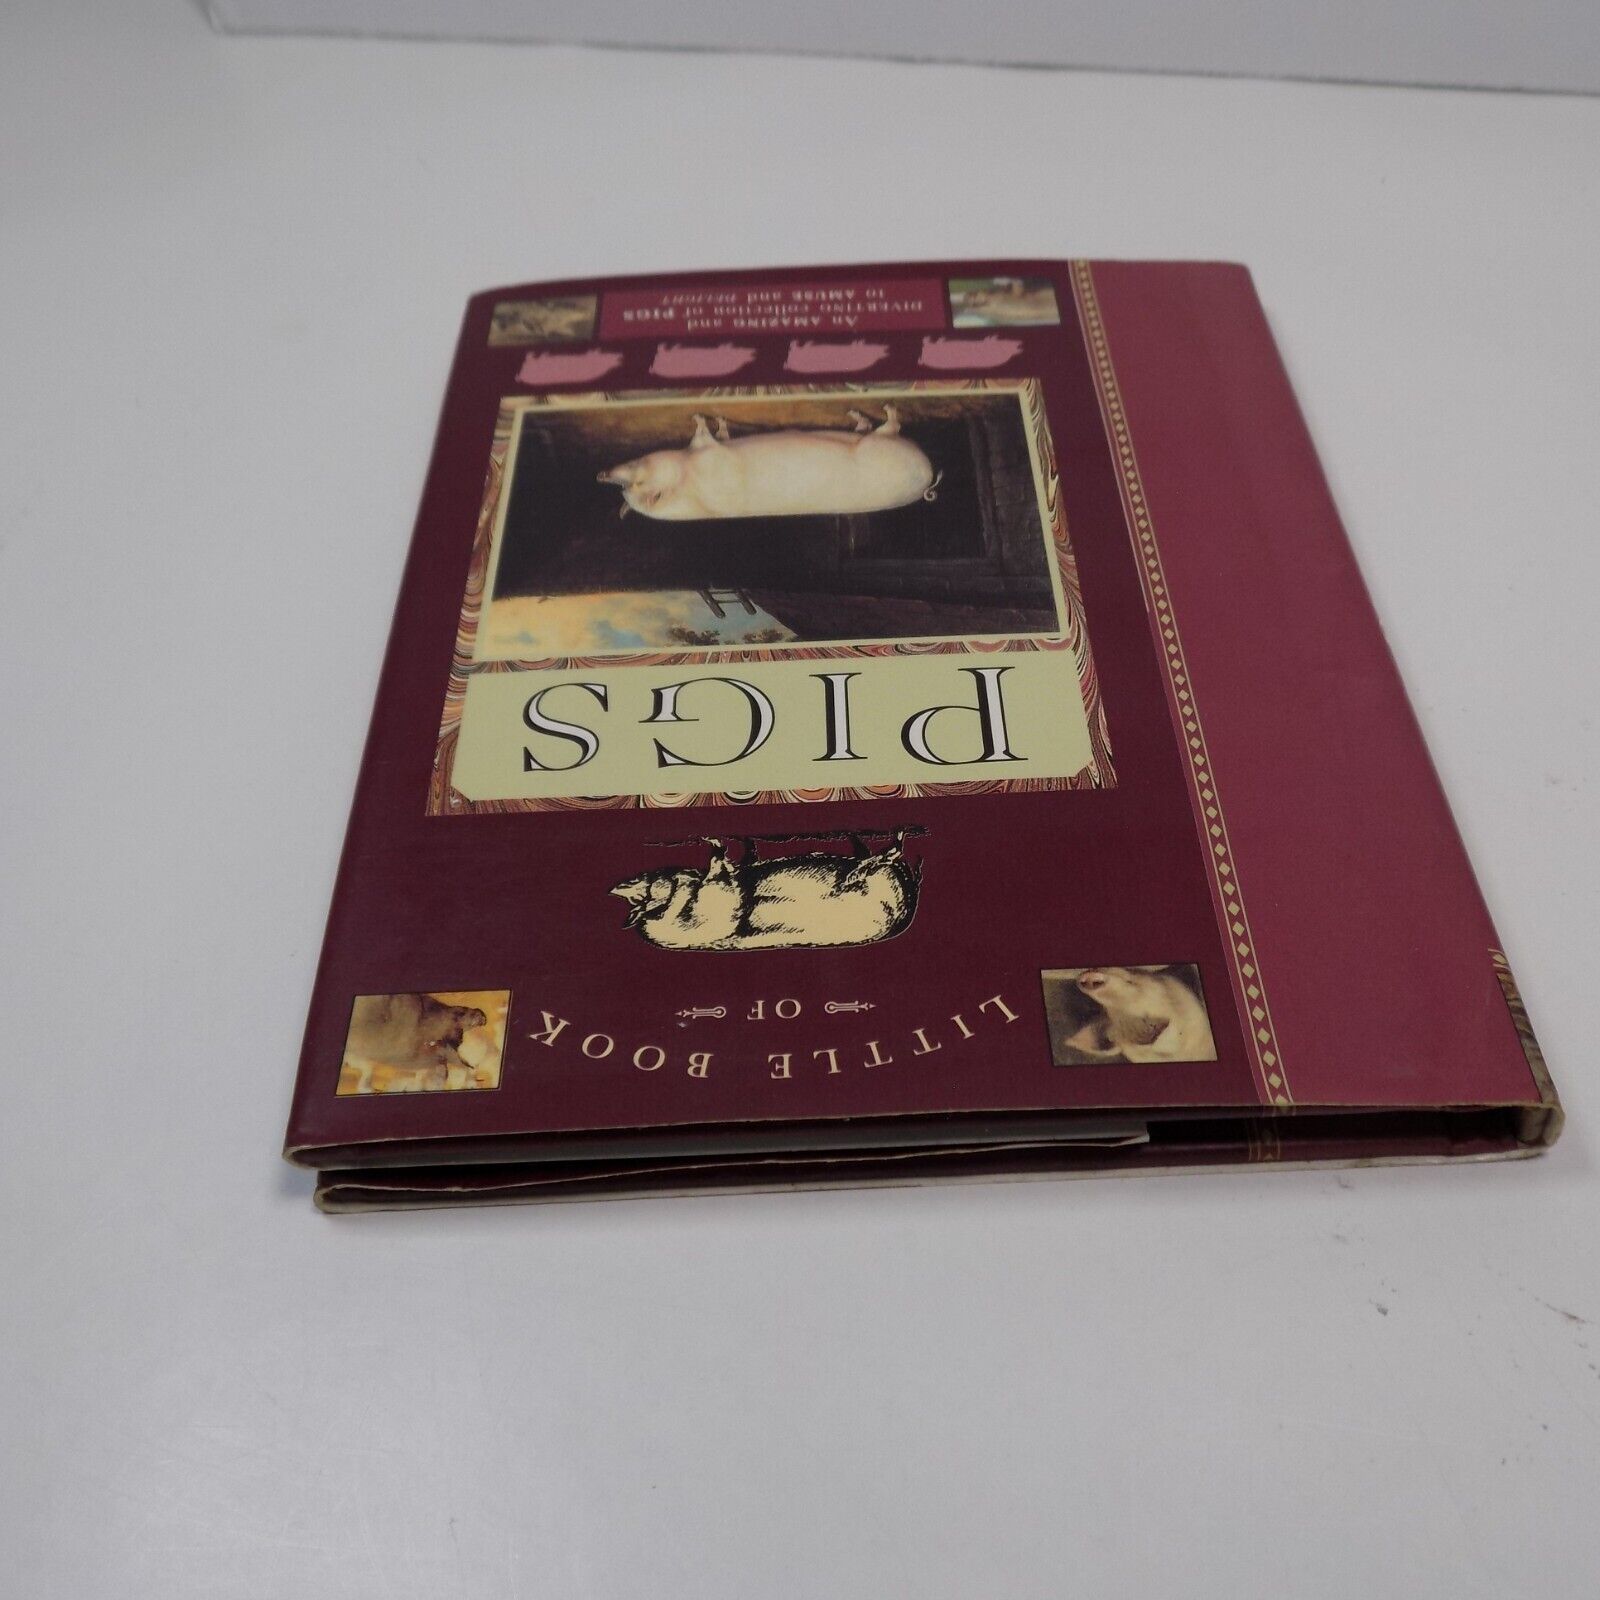 LITTLE BOOK
OF
PIGS
An AMAZING and
DIVERTING collection of PIGS
to AMUSE and DELIGHT